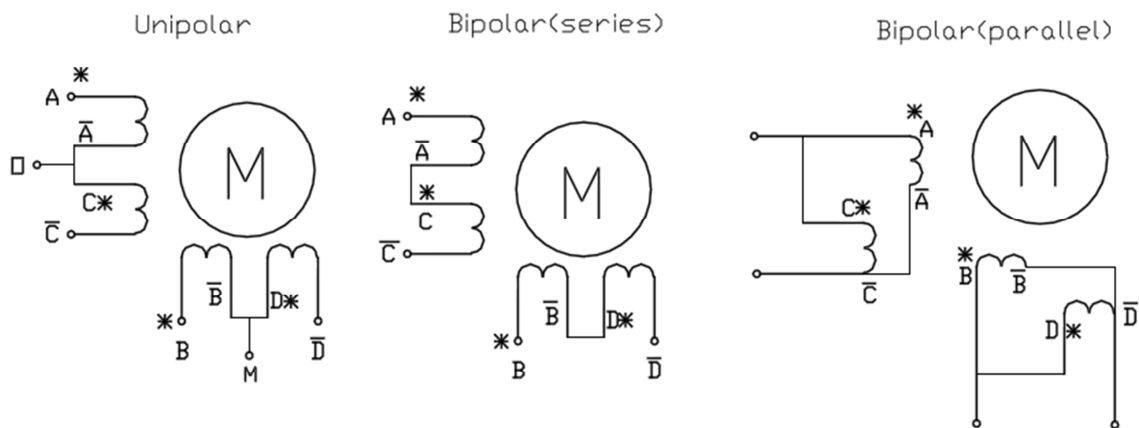 Unipolar
A *
A̅
O
C*
C̅
M
B̅
D*
*
B
D̅
M
Bipolar(series)
*
A
A̅
*
C
C̅
M
B̅
D*
*
B
D̅
Bipolar(parallel)
*
A
M
A̅
C*
C̅
*
B
B̅
D̅
D *